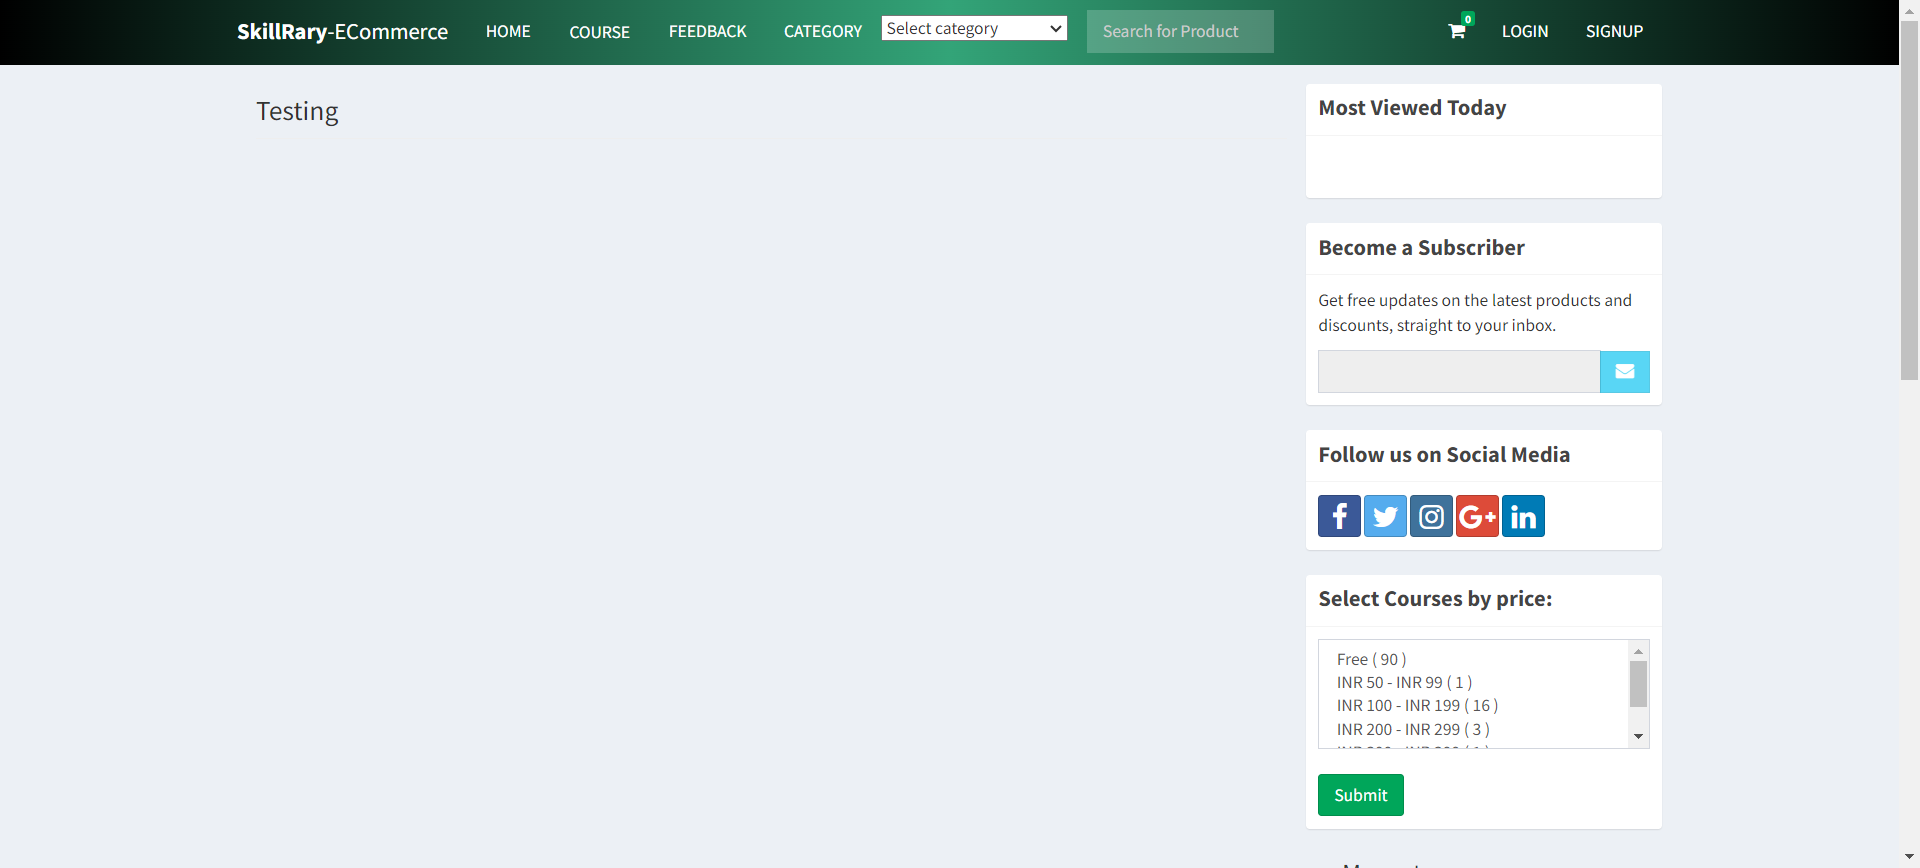 SkillRary-ECommerce
HOME
COURSE
FEEDBACK
CATEGORY
Select category
Search for Product
0
LOGIN
SIGNUP
Testing
Most Viewed Today
Become a Subscriber
Get free updates on the latest products and
discounts, straight to your inbox.
Follow us on Social Media
Select Courses by price:
Free ( 90 )
INR 50 - INR 99 ( 1 )
INR 100 - INR 199 ( 16 )
INR 200 - INR 299 ( 3 )
Submit